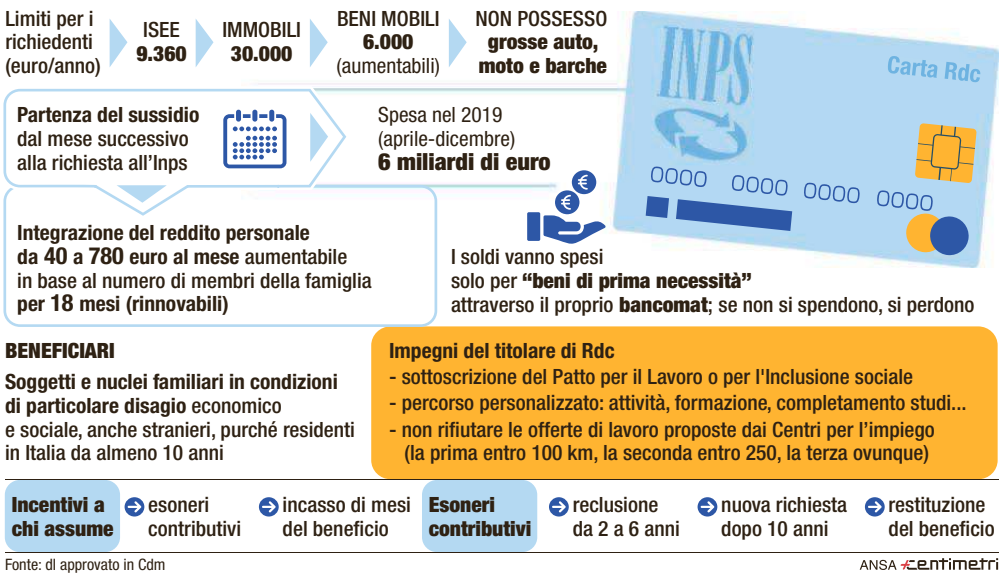 Limiti per i
richiedenti
(euro/anno)
ISEE
9.360
IMMOBILI
30.000
BENI MOBILI
6.000
(aumentabili)
NON POSSESSO
grosse auto,
moto e barche
INPS
Carta Rdc
0000 0000 0000 0000
Partenza del sussidio
dal mese successivo
alla richiesta all'Inps
Spesa nel 2019
(aprile-dicembre)
6 miliardi di euro
Integrazione del reddito personale
da 40 a 780 euro al mese aumentabile
in base al numero di membri della famiglia
per 18 mesi (rinnovabili)
€
€
I soldi vanno spesi
solo per “beni di prima necessità”
attraverso il proprio bancomat; se non si spendono, si perdono
BENEFICIARI
Soggetti e nuclei familiari in condizioni
di particolare disagio economico
e sociale, anche stranieri, purché residenti
in Italia da almeno 10 anni
Impegni del titolare di Rdc
- sottoscrizione del Patto per il Lavoro o per l'Inclusione sociale
- percorso personalizzato: attività, formazione, completamento studi...
- non rifiutare le offerte di lavoro proposte dai Centri per l'impiego
(la prima entro 100 km, la seconda entro 250, la terza ovunque)
Incentivi a
chi assume
esoneri
contributivi
incasso di mesi
del beneficio
Esoneri
contributivi
reclusione
da 2 a 6 anni
nuova richiesta
dopo 10 anni
restituzione
del beneficio
Fonte: dl approvato in Cdm
ANSA centimetri